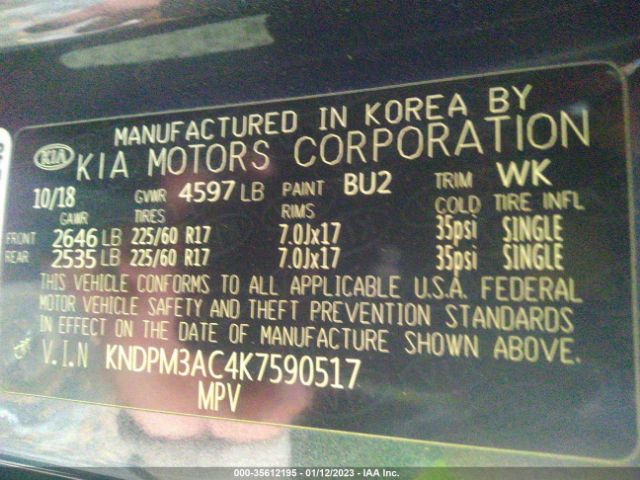 MANUFACTURED IN KOREA BY
KIA KIA MOTORS CORPORATION
10/18 GVWR 4597 LB PAINT BU2 TRIM WK
GAWR TIRES RIMS COLD TIRE INFL
FRONT 2646 LB 225/60 R17 7.0Jx17 35psi SINGLE
REAR 2535 LB 225/60 R17 7.0Jx17 35psi SINGLE
THIS VEHICLE CONFORMS TO ALL APPLICABLE U.S.A. FEDERAL
MOTOR VEHICLE SAFETY AND THEFT PREVENTION STANDARDS
IN EFFECT ON THE DATE OF MANUFACTURE SHOWN ABOVE.
V.I.N KNDPM3AC4K7590517
MPV
000-35612195 - 01/12/2023 - IAA Inc.